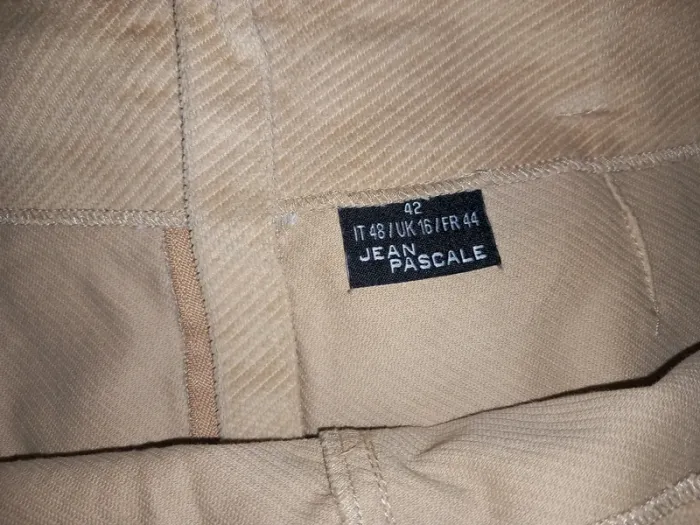 42
IT 48/UK 16/FR 44
JEAN
PASCALE